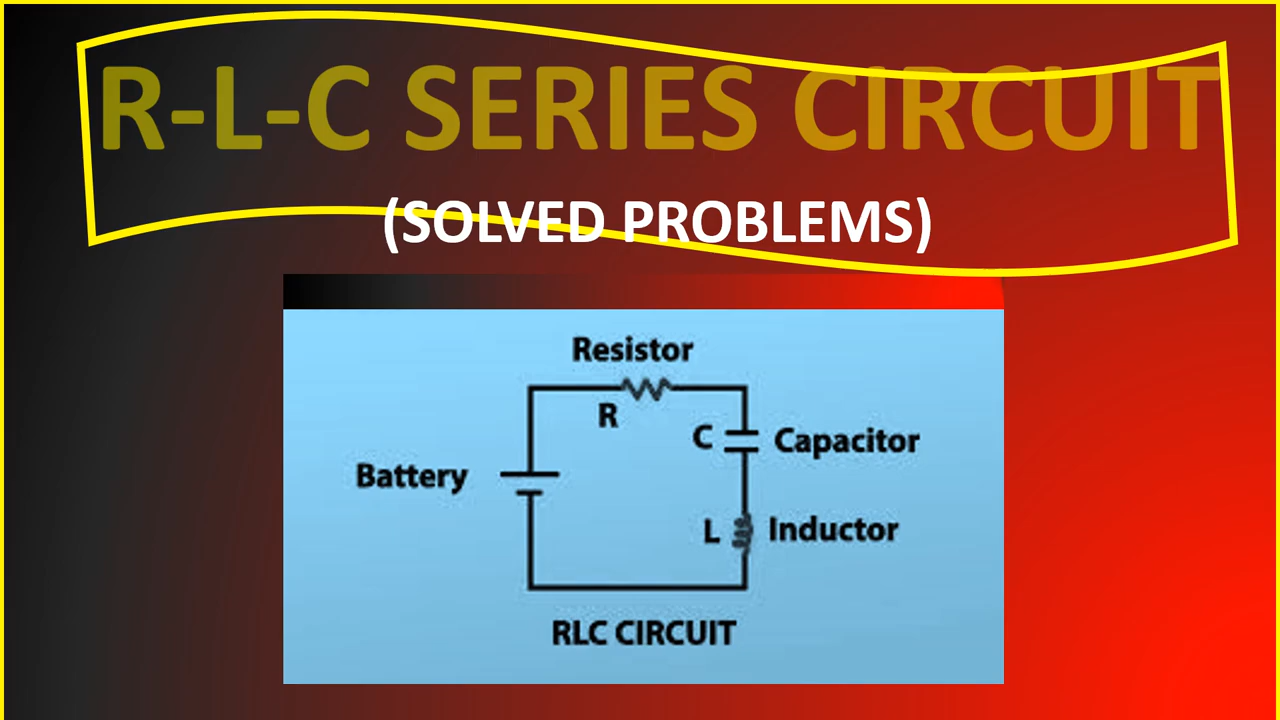 R-L-C SERIES CIRCUIT
(SOLVED PROBLEMS)
Resistor
R
C Capacitor
Battery
L Inductor
RLC CIRCUIT